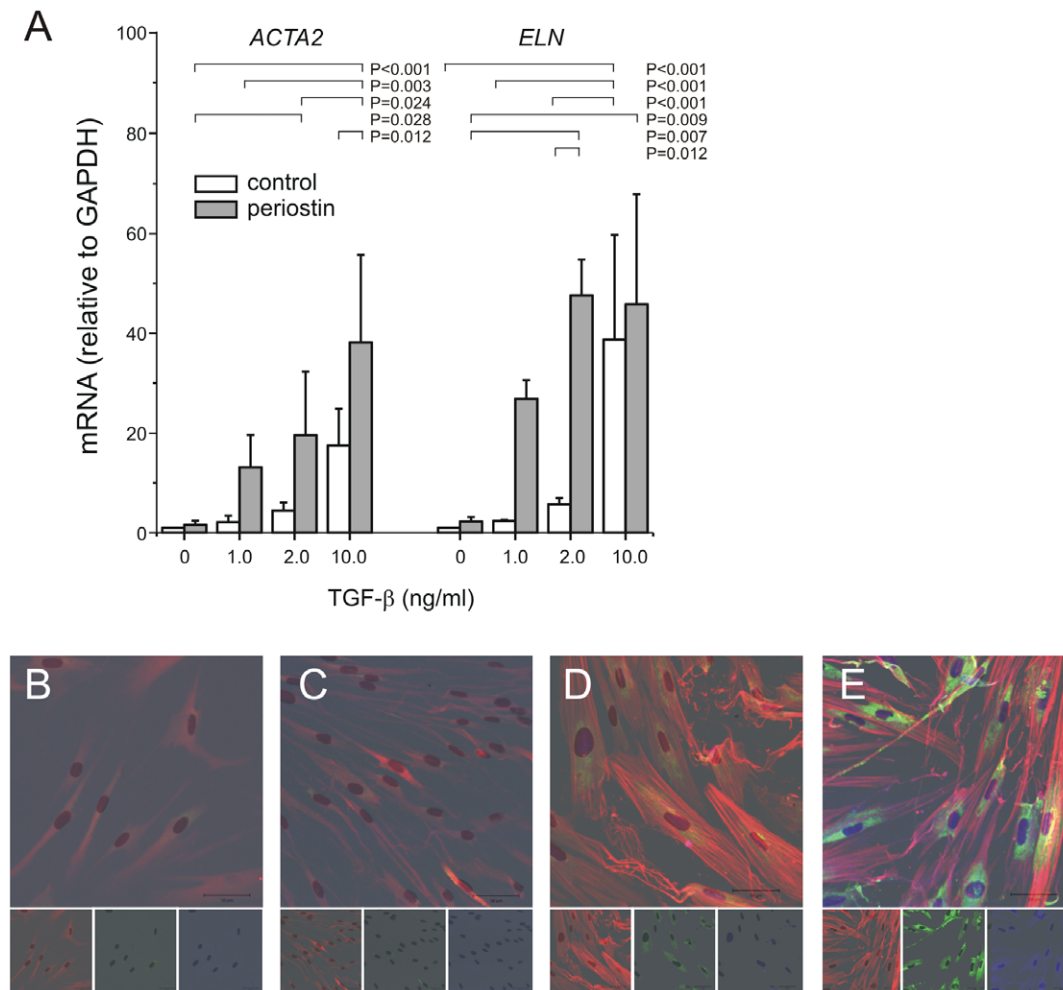 A
ACTA2 ELN
P<0.001 P<0.001
P=0.003 P<0.001
P=0.024 P<0.001
P=0.028 P=0.009
P=0.012 P=0.007
P=0.012
control
periostin
mRNA (relative to GAPDH)
100
80
60
40
20
0
0 1.0 2.0 10.0 0 1.0 2.0 10.0
TGF-β (ng/ml)
B C D E